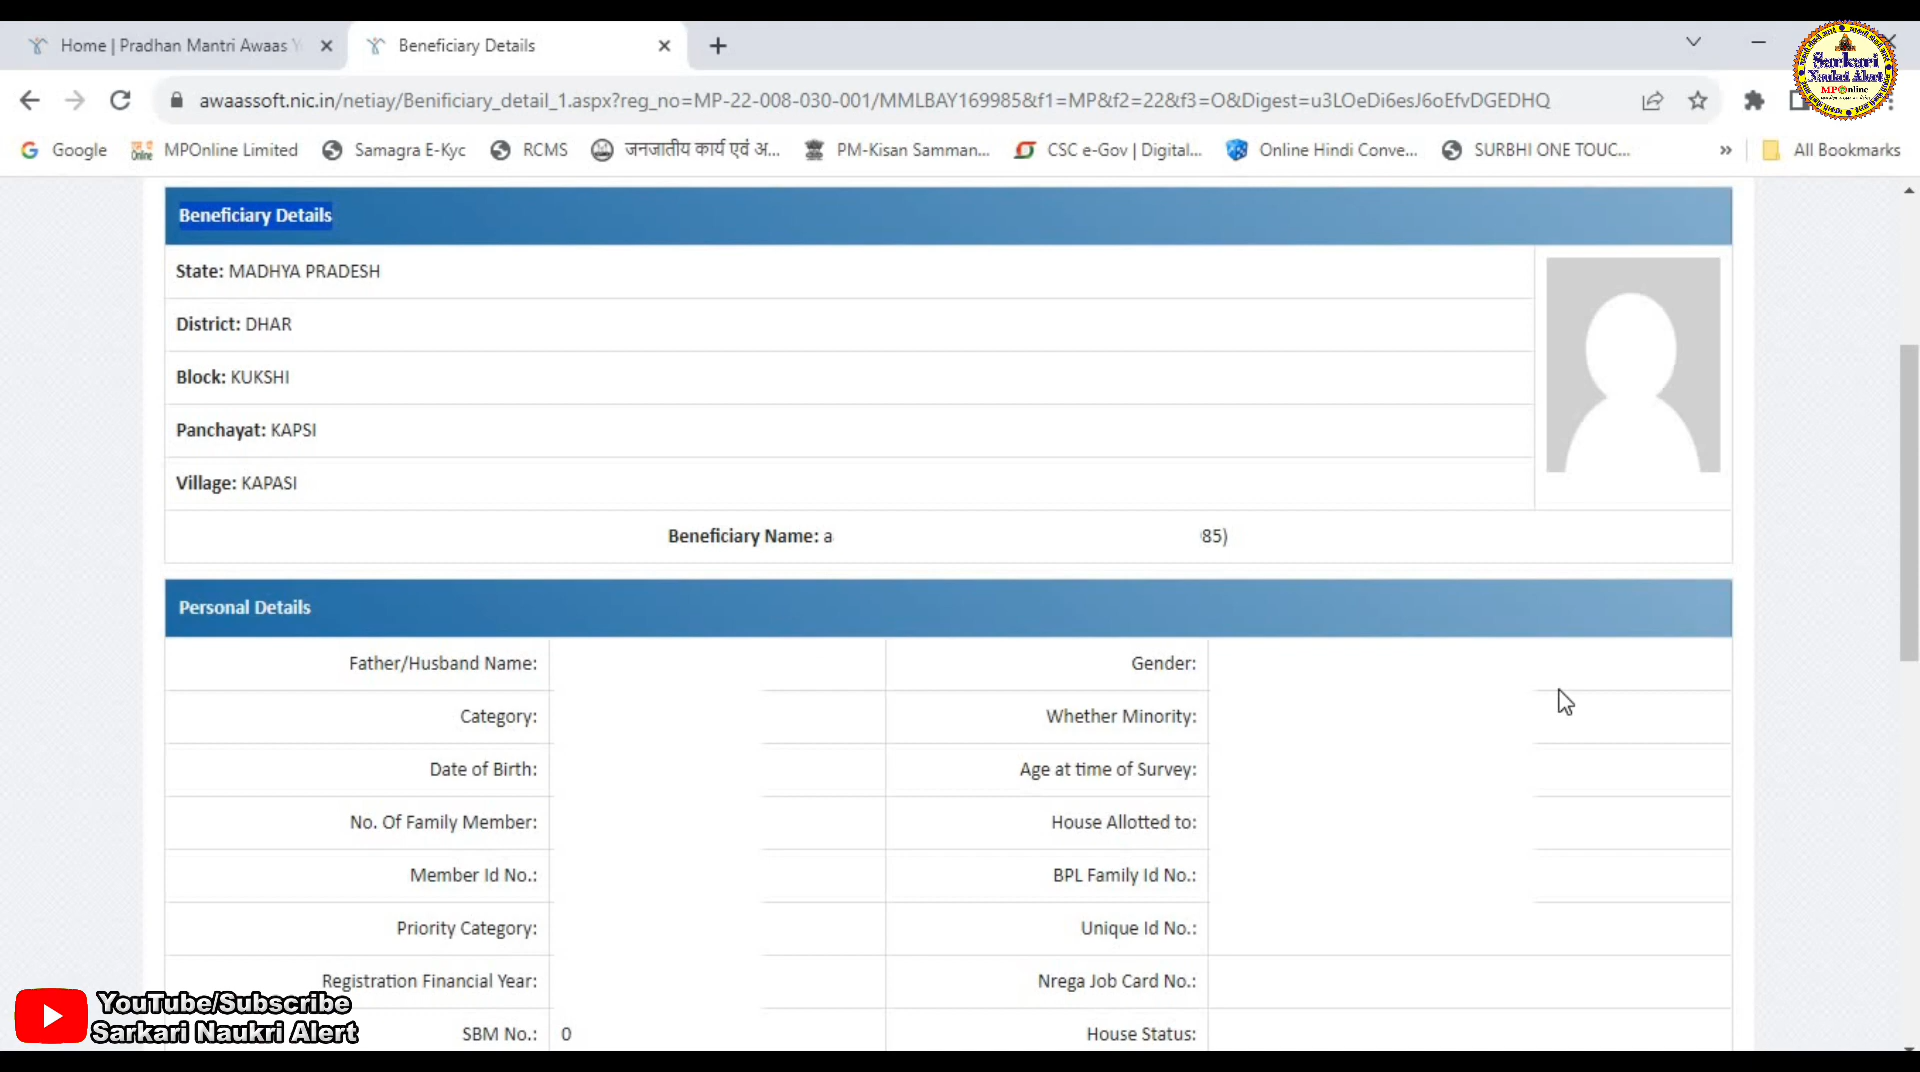 Home | Pradhan Mantri Awaas Y
Beneficiary Details
awaassoft.nic.in/netiay/Benificiary_detail_1.aspx?reg_no=MP-22-008-030-001/MMLBAY169985&f1=MP&f2=22&f3=O&Digest=u3LOeDi6esJ6oEfvDGEDHQ
Google MPOnline Limited Samagra E-Kyc RCMS जनजातीय कार्य एवं अ... PM-Kisan Samman... CSC e-Gov | Digital... Online Hindi Conve... SURBHI ONE TOUC... » All Bookmarks
Sarkari
Naukri Alert
MPOnline
Beneficiary Details
State: MADHYA PRADESH
District: DHAR
Block: KUKSHI
Panchayat: KAPSI
Village: KAPASI
Beneficiary Name: a 85)
Personal Details
Father/Husband Name: Gender:
Category: Whether Minority:
Date of Birth: Age at time of Survey:
No. Of Family Member: House Allotted to:
Member Id No.: BPL Family Id No.:
Priority Category: Unique Id No.:
Registration Financial Year: Nrega Job Card No.:
SBM No.: 0 House Status:
YouTube/Subscribe
Sarkari Naukri Alert